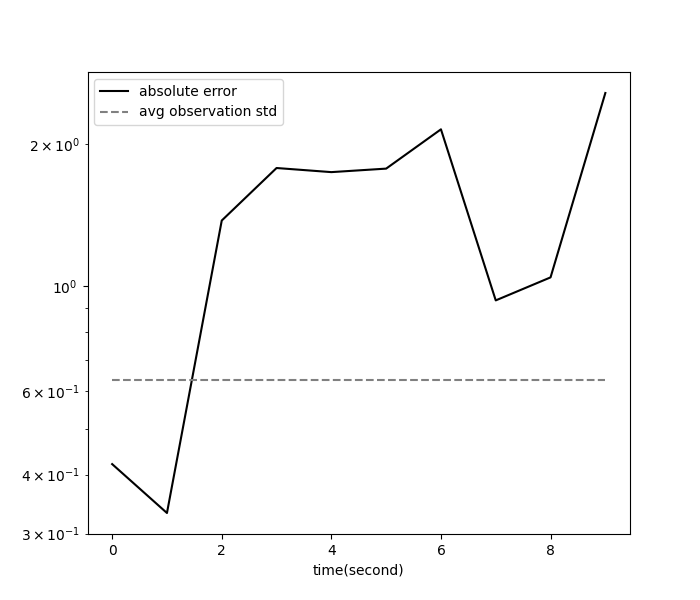 absolute error
avg observation std
2 × 10⁰
10⁰
6 × 10⁻¹
4 × 10⁻¹
3 × 10⁻¹
0 2 4 6 8
time(second)